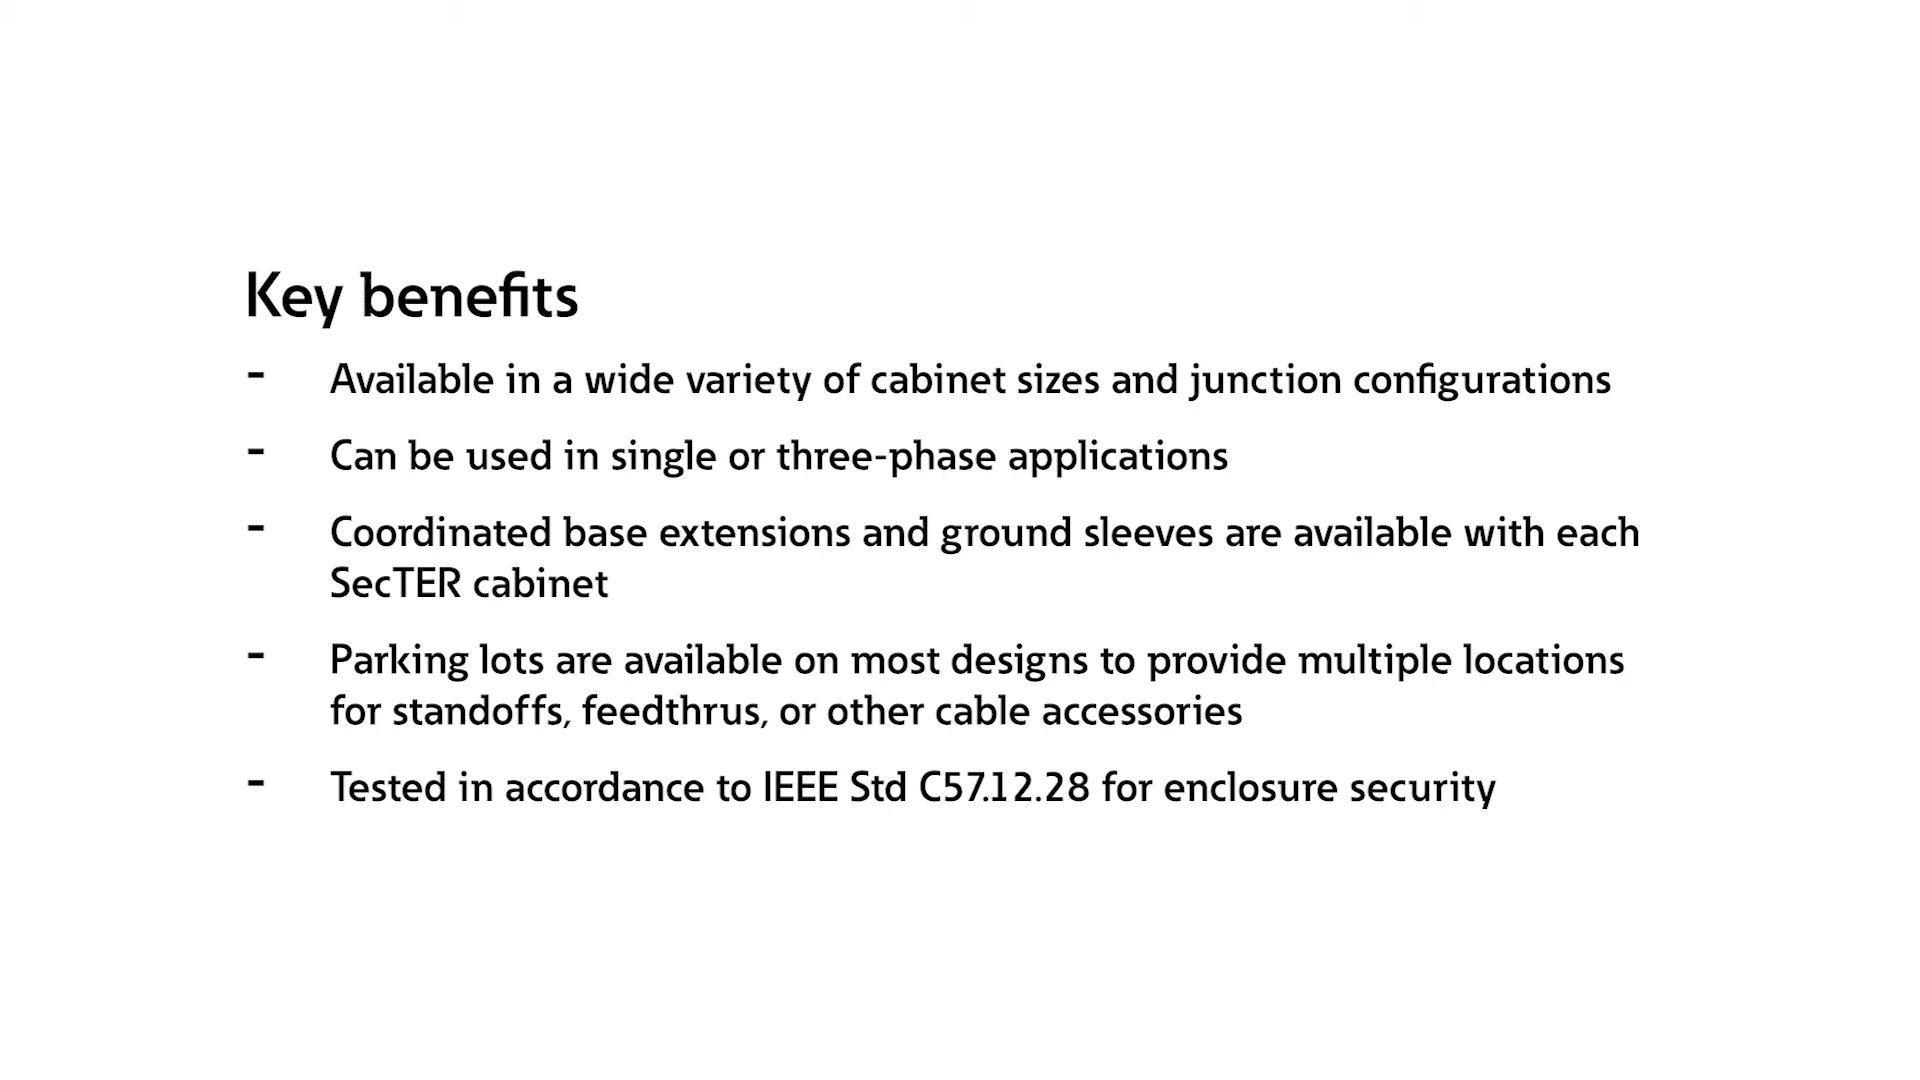 Key benefits
- Available in a wide variety of cabinet sizes and junction configurations
- Can be used in single or three-phase applications
- Coordinated base extensions and ground sleeves are available with each
SecTER cabinet
- Parking lots are available on most designs to provide multiple locations
for standoffs, feedthrus, or other cable accessories
- Tested in accordance to IEEE Std C57.12.28 for enclosure security